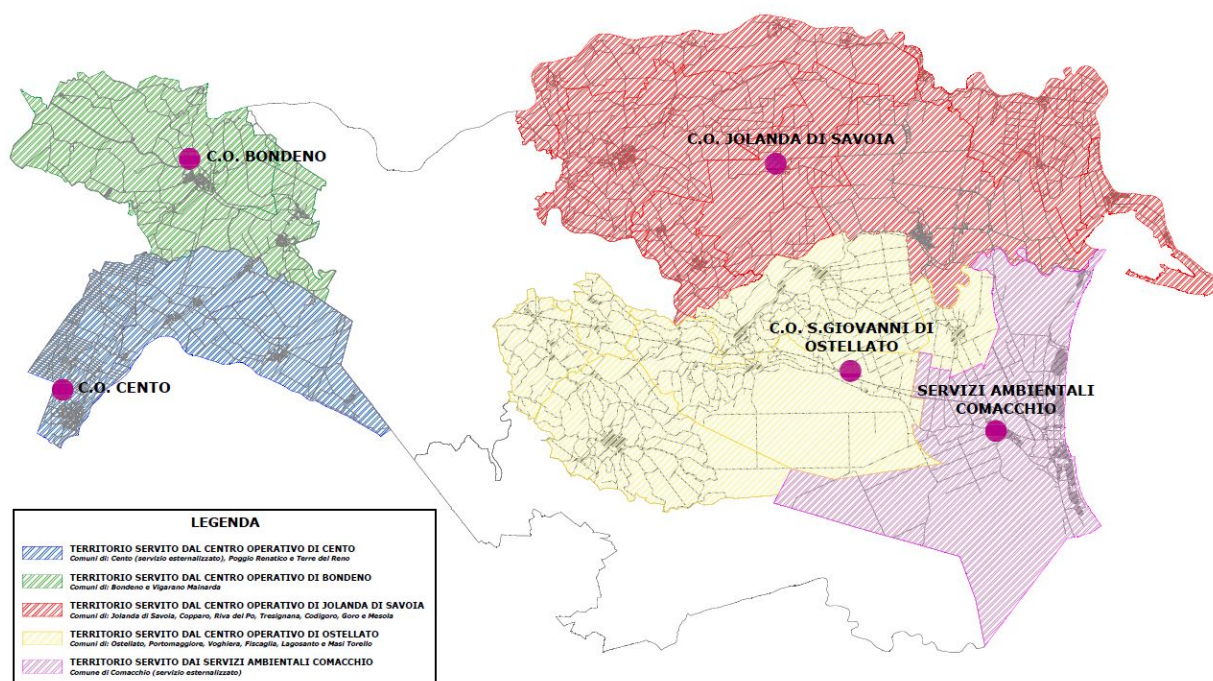 C.O. BONDENO
C.O. JOLANDA DI SAVOIA
C.O. S.GIOVANNI DI
OSTELLATO
C.O. CENTO
SERVIZI AMBIENTALI
COMACCHIO
LEGENDA
TERRITORIO SERVITO DAL CENTRO OPERATIVO DI CENTO
Comuni di: Cento (servizio esternalizzato), Poggio Renatico e Terre del Reno
TERRITORIO SERVITO DAL CENTRO OPERATIVO DI BONDENO
Comuni di: Bondeno e Vigarano Mainarda
TERRITORIO SERVITO DAL CENTRO OPERATIVO DI JOLANDA DI SAVOIA
Comuni di: Jolanda di Savoia, Copparo, Riva del Po, Tresignana, Codigoro, Goro e Mesola
TERRITORIO SERVITO DAL CENTRO OPERATIVO DI OSTELLATO
Comuni di: Ostellato, Portomaggiore, Voghiera, Fiscaglia, Lagosanto e Masi Torello
TERRITORIO SERVITO DAI SERVIZI AMBIENTALI COMACCHIO
Comune di Comacchio (servizio esternalizzato)